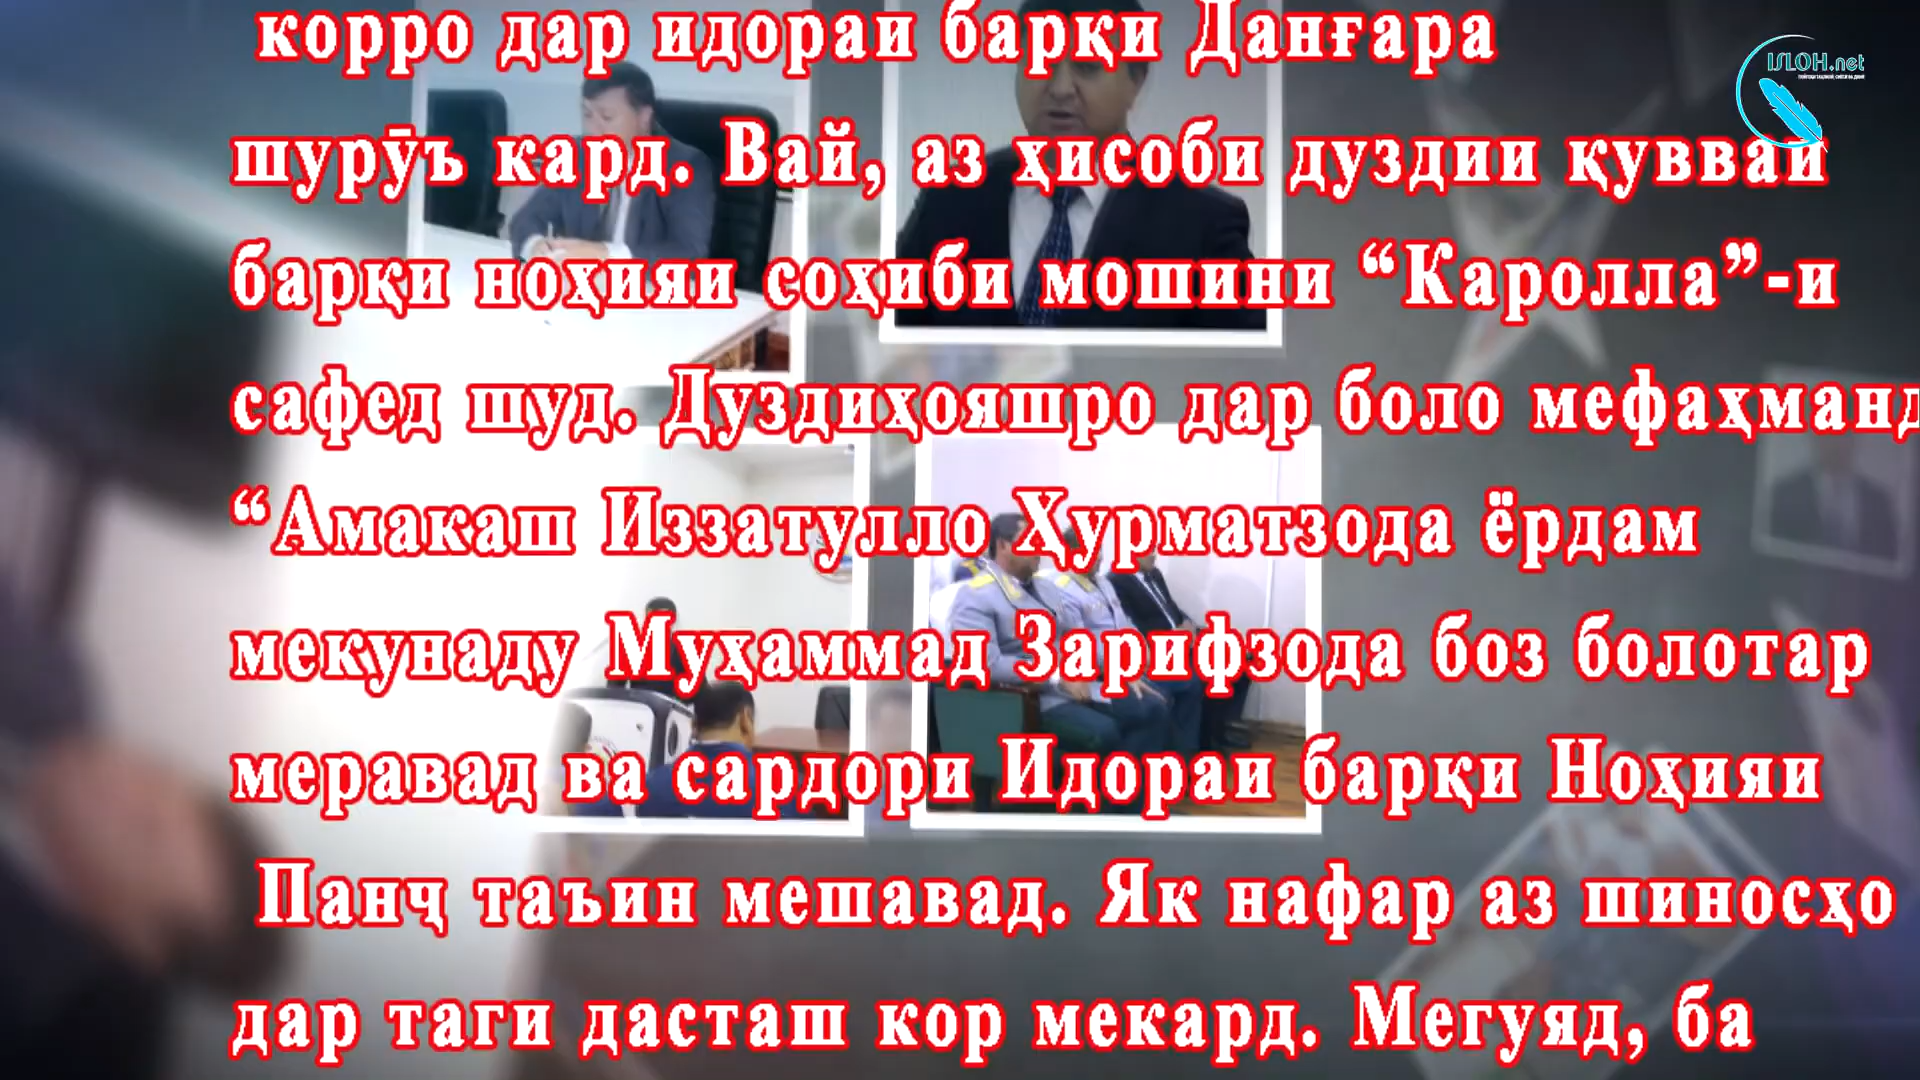 корро дар идораи барқи Данғара
ISLOH.net
шурӯъ кард. Вай, аз ҳисоби дуздии қувваи
барқи ноҳияи соҳиби мошини “Каролла”-и
сафед шуд. Дуздиҳояшро дар боло мефаҳманд
“Амакаш Иззатулло Ҳурматзода ёрдам
мекунаду Муҳаммад Зарифзода боз болотар
меравад ва сардори Идораи барқи Ноҳияи
Панҷ таъин мешавад. Як нафар аз шиносҳо
дар таги дасташ кор мекард. Мегуяд, ба